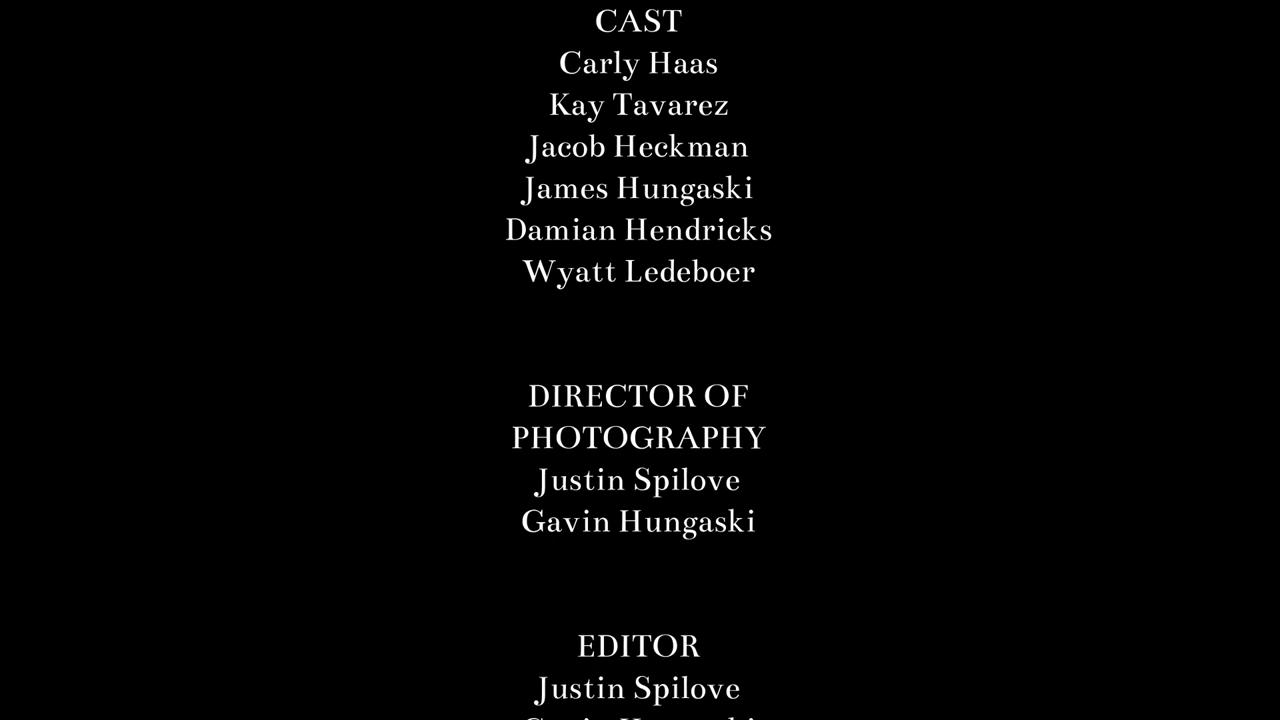 CAST
Carly Haas
Kay Tavarez
Jacob Heckman
James Hungaski
Damian Hendricks
Wyatt Ledeboer
DIRECTOR OF
PHOTOGRAPHY
Justin Spilove
Gavin Hungaski
EDITOR
Justin Spilove